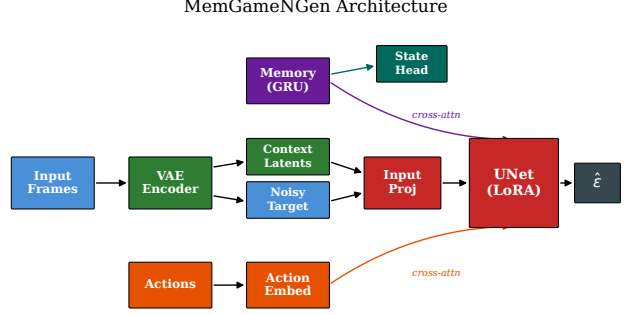 MemGameNGen Architecture
Memory
(GRU)
State
Head
cross-attn
Input
Frames
VAE
Encoder
Context
Latents
Noisy
Target
Input
Proj
UNet
(LoRA)
ε̂
Actions
Action
Embed
cross-attn